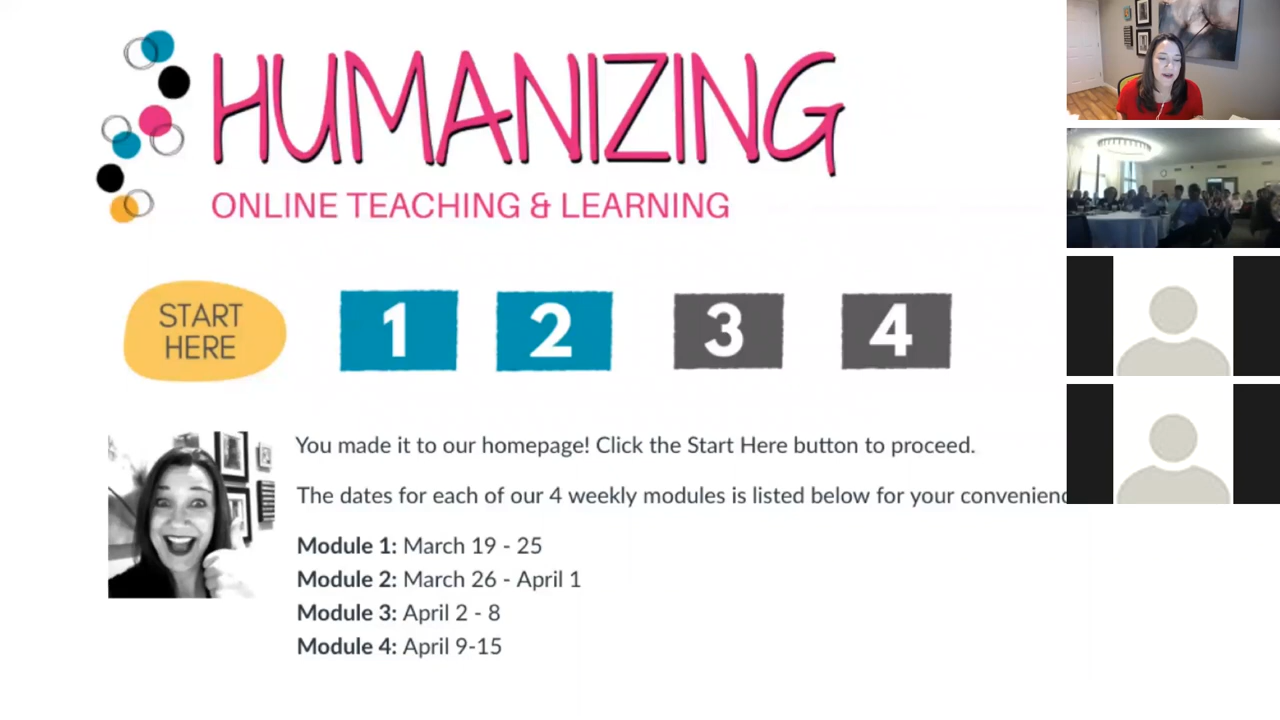 HUMANIZING
ONLINE TEACHING & LEARNING
START
HERE
1
2
3
4
You made it to our homepage! Click the Start Here button to proceed.
The dates for each of our 4 weekly modules is listed below for your convenienc
Module 1: March 19 - 25
Module 2: March 26 - April 1
Module 3: April 2 - 8
Module 4: April 9-15